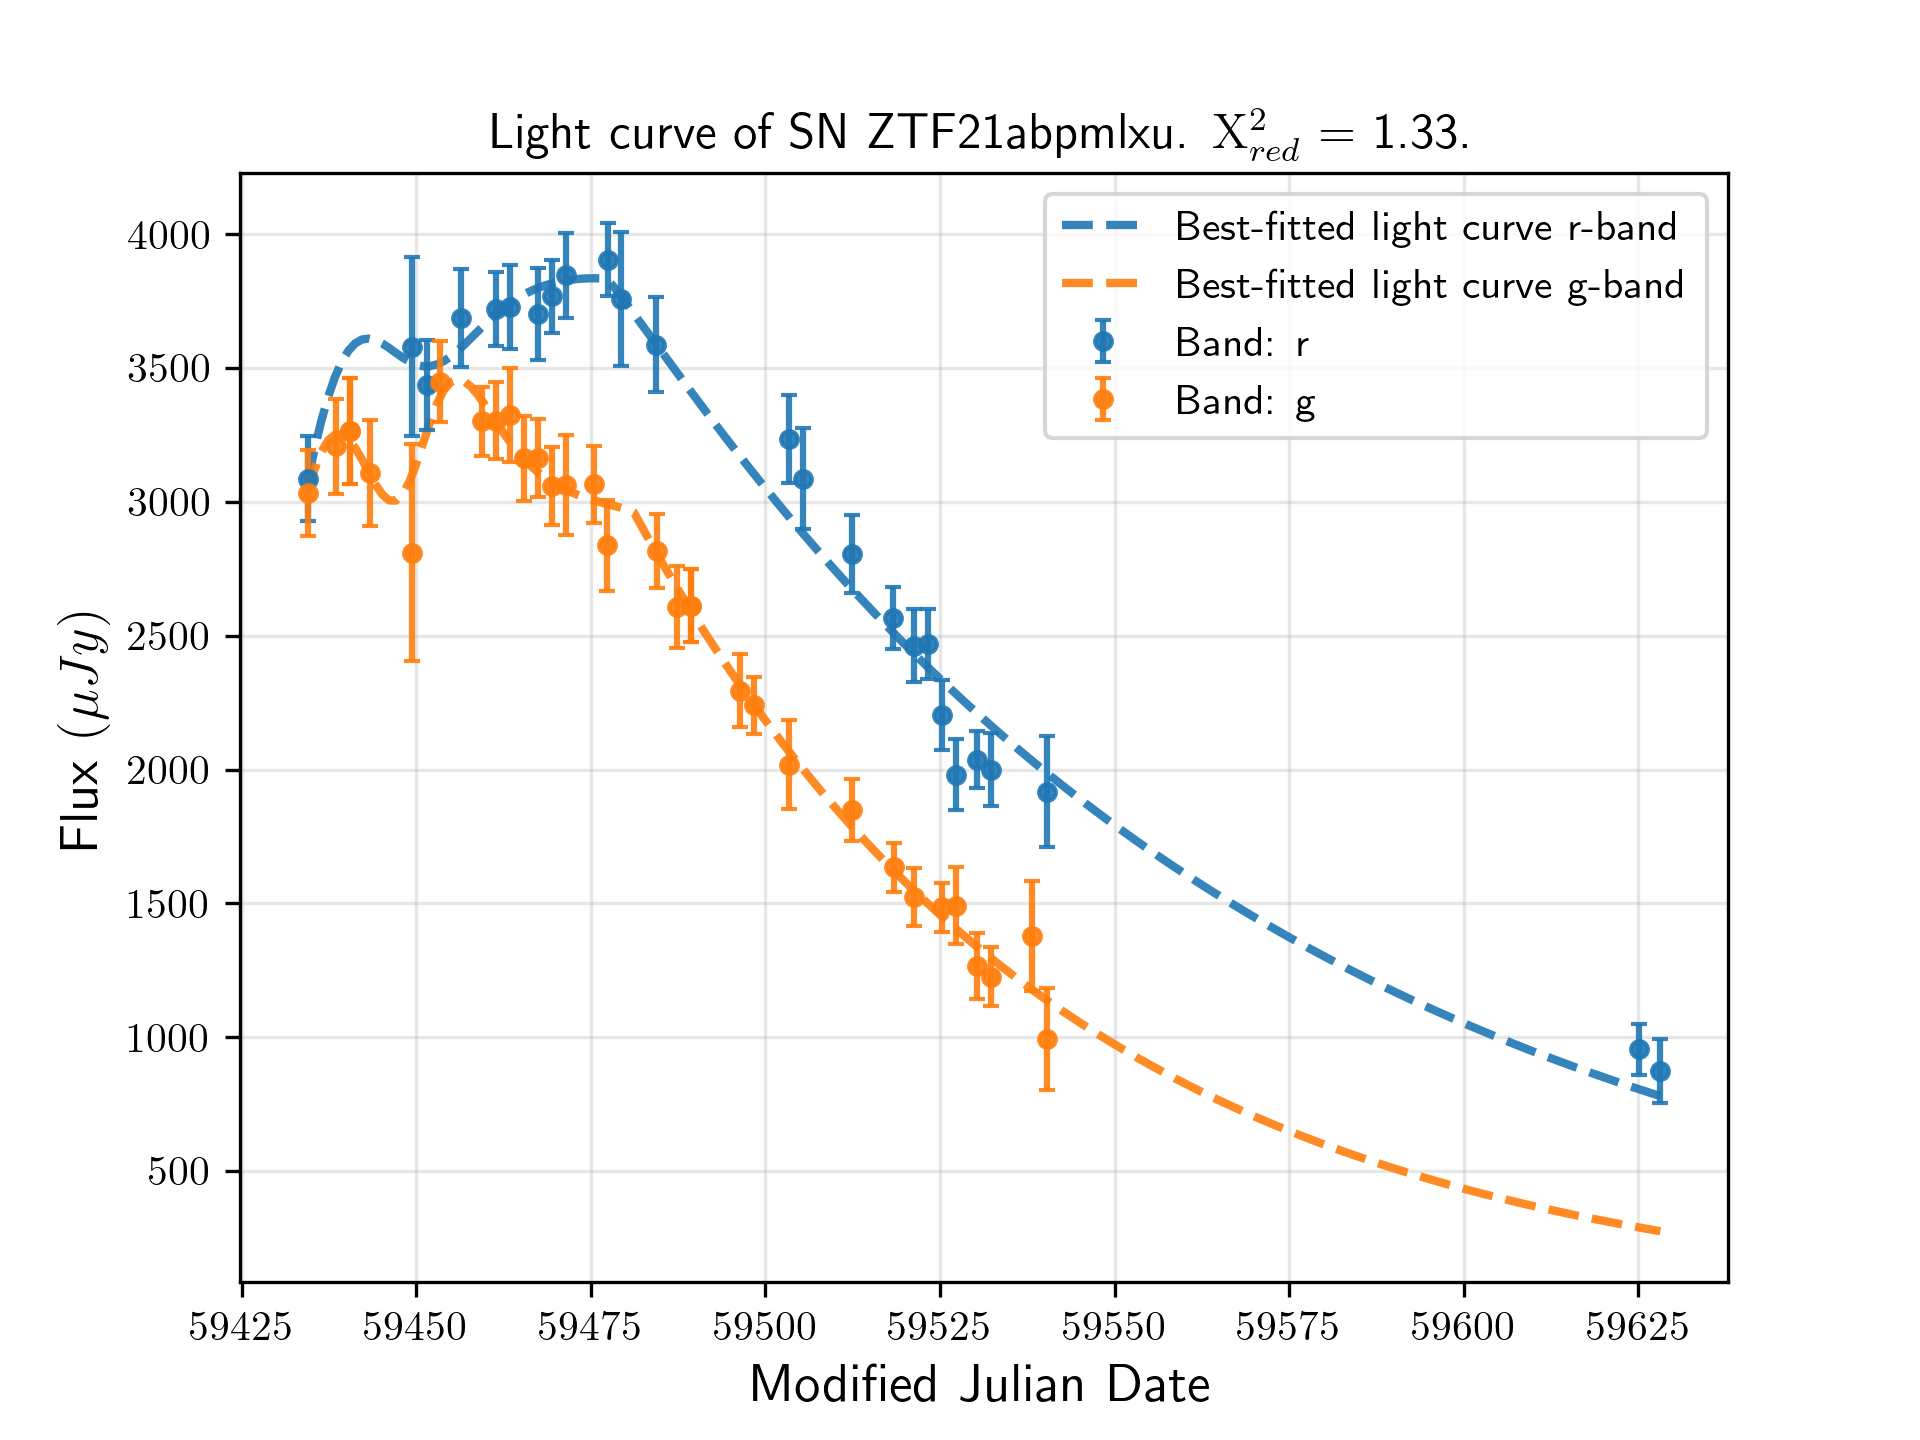 Light curve of SN ZTF21abpmlxu. X²_red = 1.33.
Best-fitted light curve r-band
Best-fitted light curve g-band
Band: r
Band: g
4000
3500
3000
2500
2000
1500
1000
500
Flux (μJy)
59425 59450 59475 59500 59525 59550 59575 59600 59625
Modified Julian Date